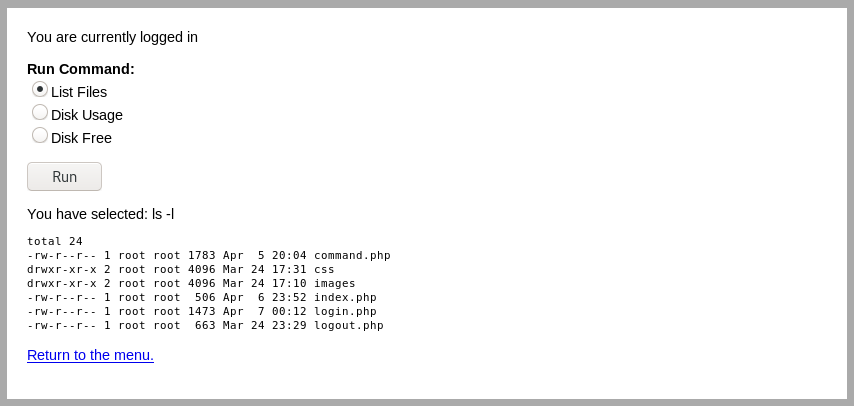 You are currently logged in
Run Command:
List Files
Disk Usage
Disk Free
Run
You have selected: ls -l
total 24
-rw-r--r-- 1 root root 1783 Apr  5 20:04 command.php
drwxr-xr-x 2 root root 4096 Mar 24 17:31 css
drwxr-xr-x 2 root root 4096 Mar 24 17:10 images
-rw-r--r-- 1 root root  506 Apr  6 23:52 index.php
-rw-r--r-- 1 root root 1473 Apr  7 00:12 login.php
-rw-r--r-- 1 root root  663 Mar 24 23:29 logout.php
Return to the menu.